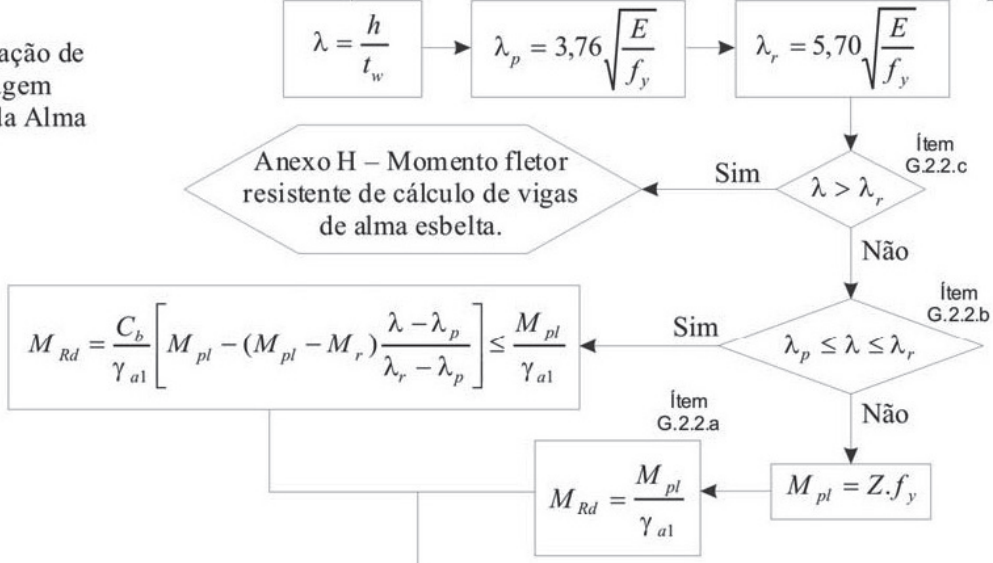 ação de
gem
la Alma
λ = h / t_w
λ_p = 3,76 √(E / f_y)
λ_r = 5,70 √(E / f_y)
Ítem
G.2.2.c
λ > λ_r
Sim
Anexo H – Momento fletor
resistente de cálculo de vigas
de alma esbelta.
Não
Ítem
G.2.2.b
λ_p ≤ λ ≤ λ_r
Sim
M_Rd = C_b / γ_a1 [ M_pl − (M_pl − M_r) (λ − λ_p) / (λ_r − λ_p) ] ≤ M_pl / γ_a1
Não
Ítem
G.2.2.a
M_pl = Z.f_y
M_Rd = M_pl / γ_a1